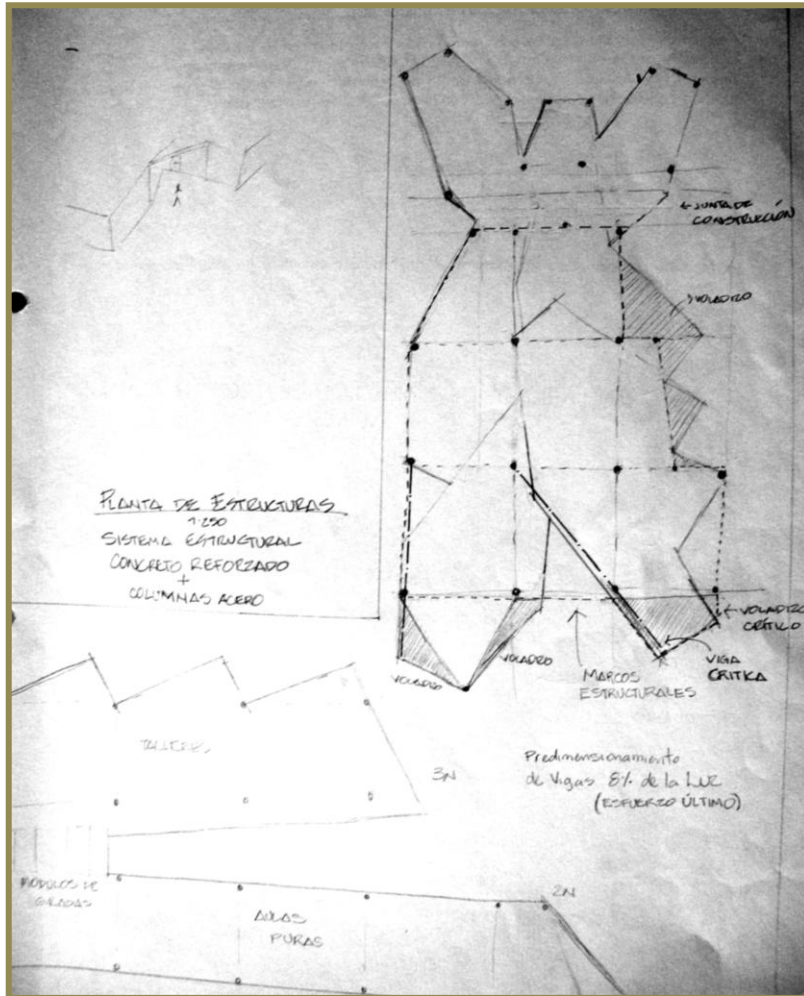 ← JUNTA DE
CONSTRUCCIÓN
VOLADIZO
PLANTA DE ESTRUCTURAS
1:250
SISTEMA ESTRUCTURAL
CONCRETO REFORZADO
+
COLUMNAS ACERO
← VOLADIZO
CRÍTICO
VIGA
CRITICA
VOLADIZO
VOLADIZO
MARCOS
ESTRUCTURALES
TALLERES
3N
Predimensionamiento
de Vigas 8% de la Luz
(ESFUERZO ÚLTIMO)
MODULOS DE
GRADAS
2N
AULAS
PURAS